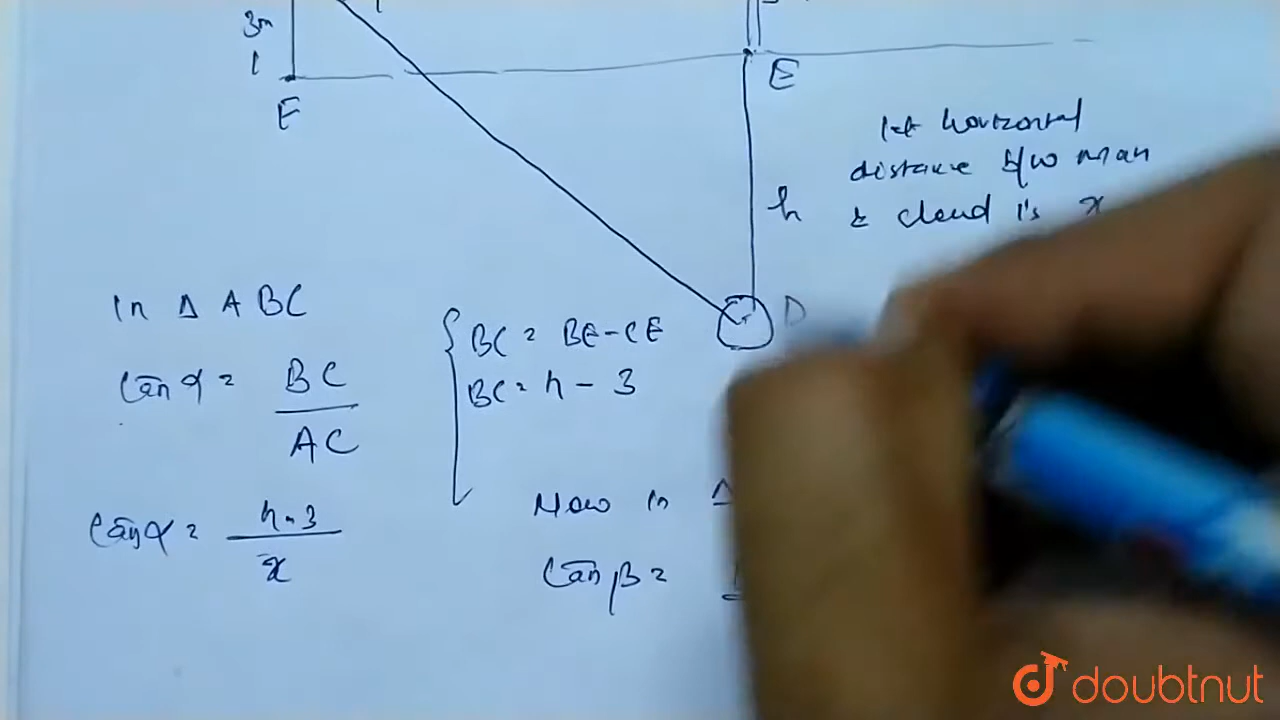 3m
E
F
let horizontal
distance b/w man
& cloud is x
h
D
In Δ ABC
tan α = BC / AC
BC = BE - CE
BC = h - 3
tan α = h - 3 / x
Now in Δ
tan β =
doubtnut